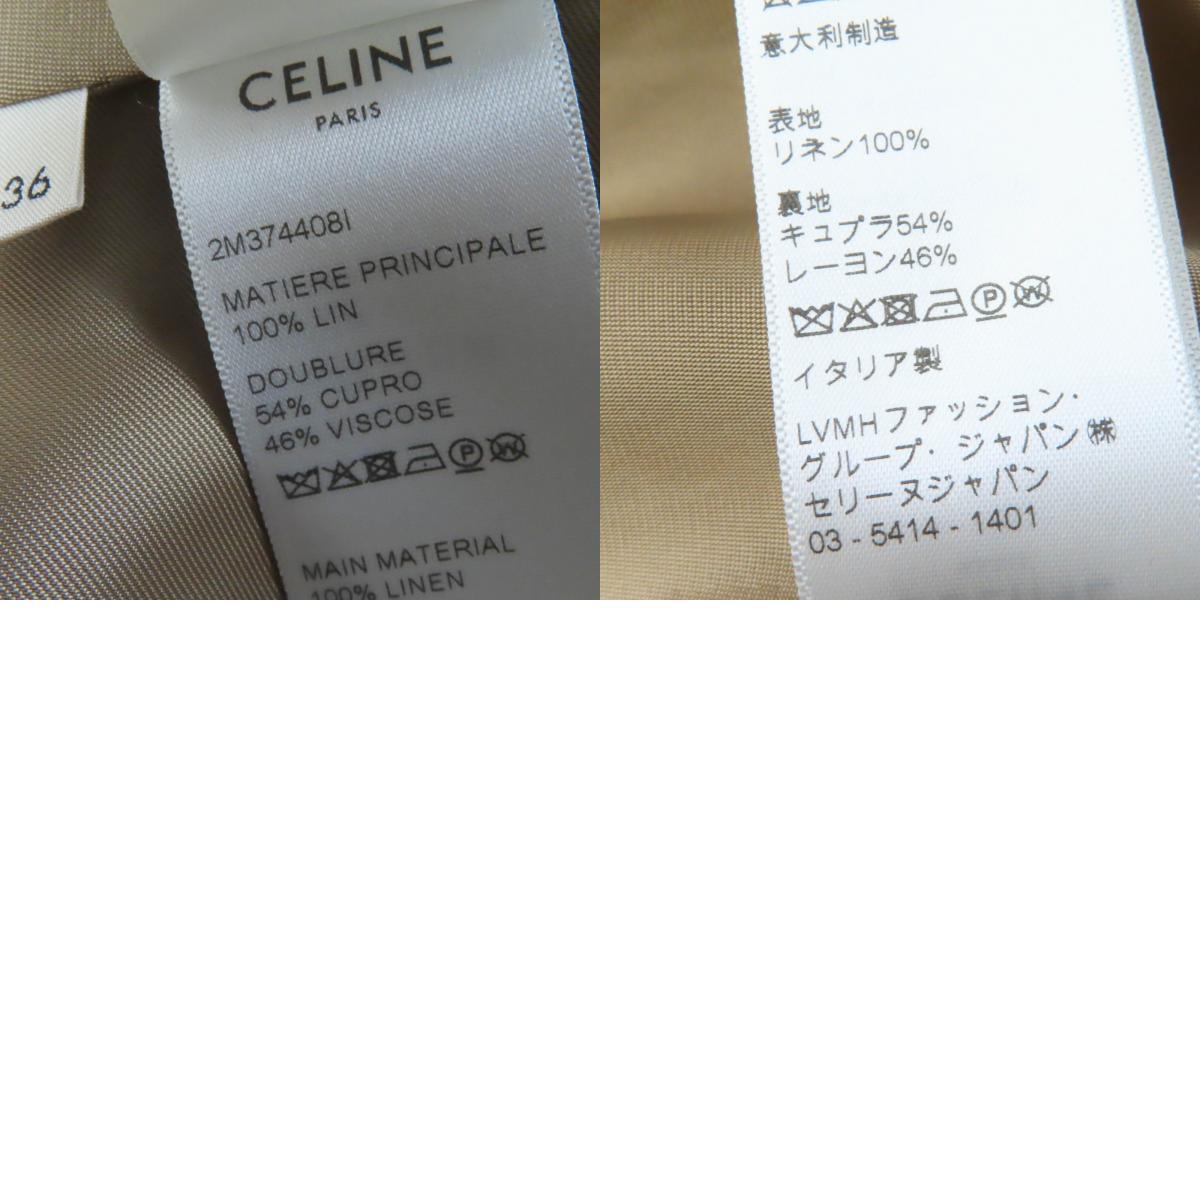 CELINE
PARIS
36
2M374408I
MATIERE PRINCIPALE
100% LIN
DOUBLURE
54% CUPRO
46% VISCOSE
MAIN MATERIAL
100% LINEN
意大利制造
表地
リネン100%
裏地
キュプラ54%
レーヨン46%
イタリア製
LVMHファッション・
グループ・ジャパン㈱
セリーヌジャパン
03 - 5414 - 1401